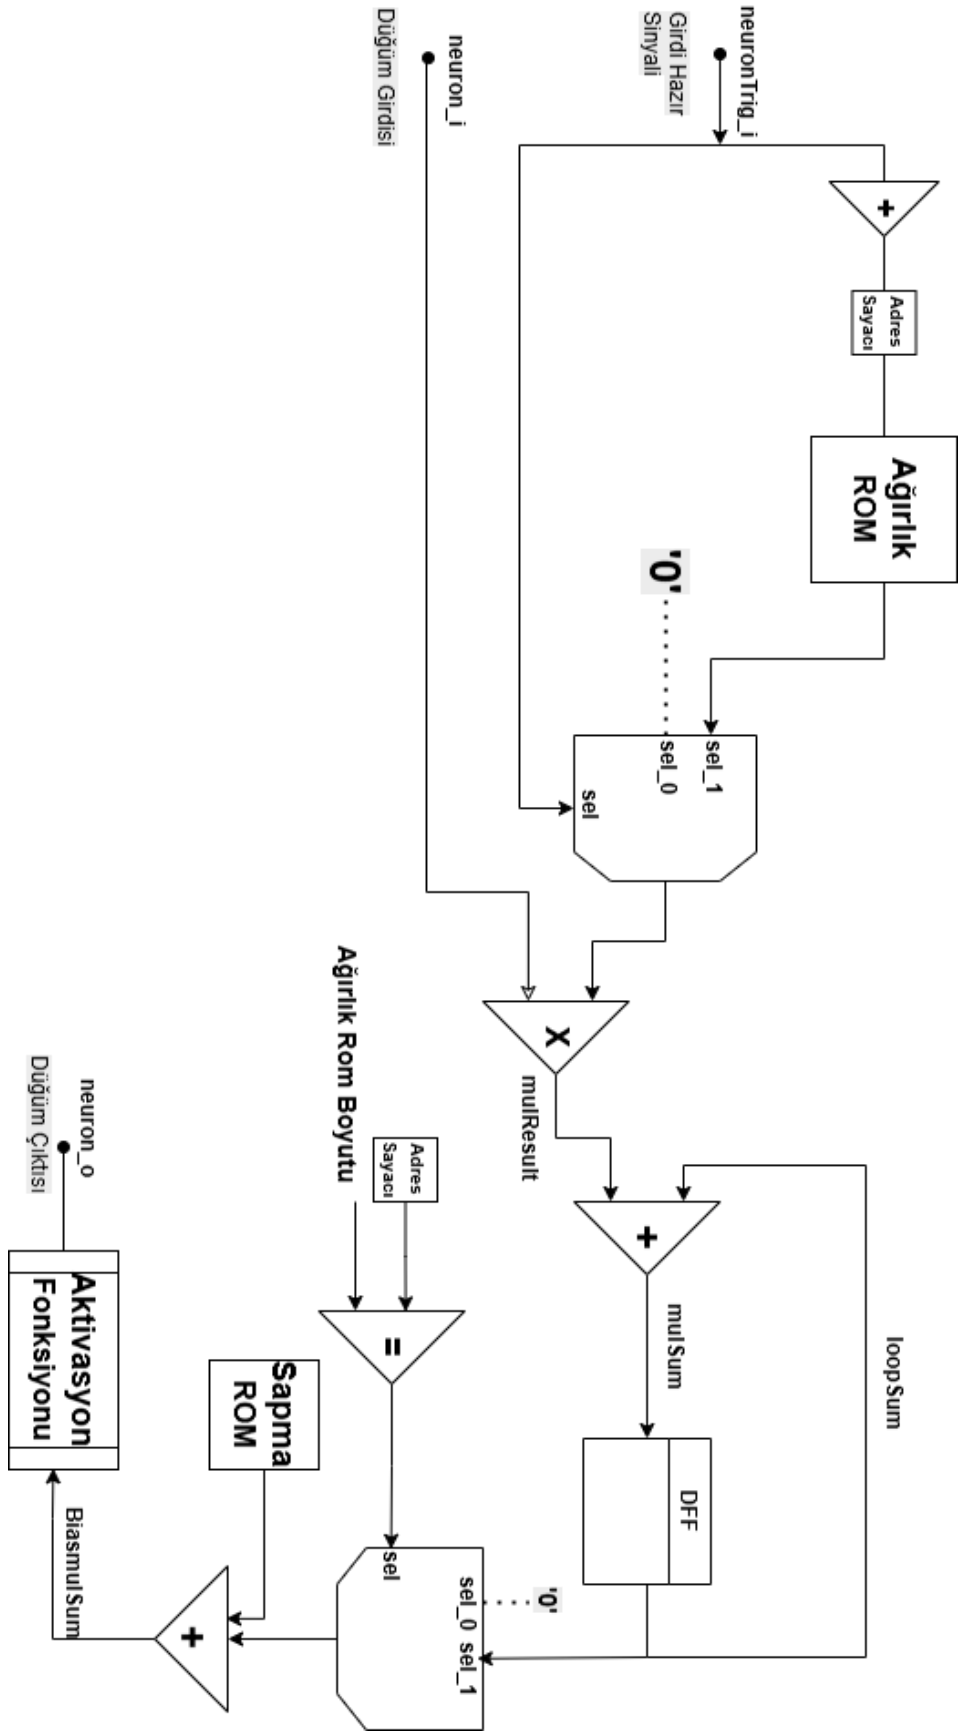 neuronTrig_i
Girdi Hazır
Sinyali
neuron_i
Düğüm Girdisi
+
Adres
Sayacı
Ağırlık
ROM
'0'
sel_1
sel_0
sel
X
mulResult
+
mulSum
DFF
loopSum
Ağırlık Rom Boyutu
Adres
Sayacı
=
Sapma
ROM
sel
sel_0
sel_1
'0'
+
BiasmulSum
Aktivasyon
Fonksiyonu
neuron_o
Düğüm Çıktısı